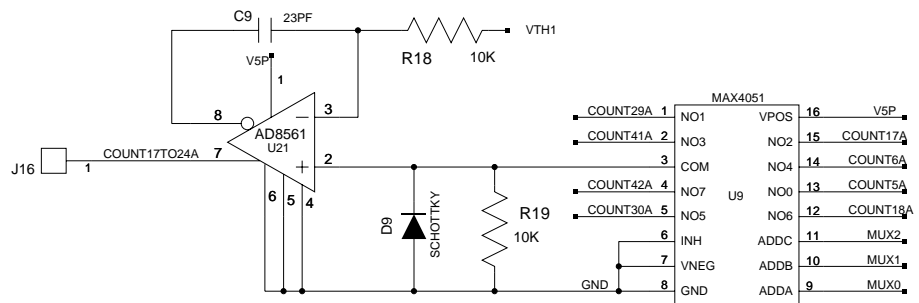 C9 23PF
V5P
1
R18
10K
VTH1
8
3
AD8561
U21
7
2
J16
1
COUNT17TO24A
6
5
4
D9
SCHOTTKY
R19
10K
GND
MAX4051
U9
COUNT29A 1 NO1
COUNT41A 2 NO3
3 COM
COUNT42A 4 NO7
COUNT30A 5 NO5
6 INH
7 VNEG
8 GND
VPOS 16 V5P
NO2 15 COUNT17A
NO4 14 COUNT6A
NO0 13 COUNT5A
NO6 12 COUNT18A
ADDC 11 MUX2
ADDB 10 MUX1
ADDA 9 MUX0